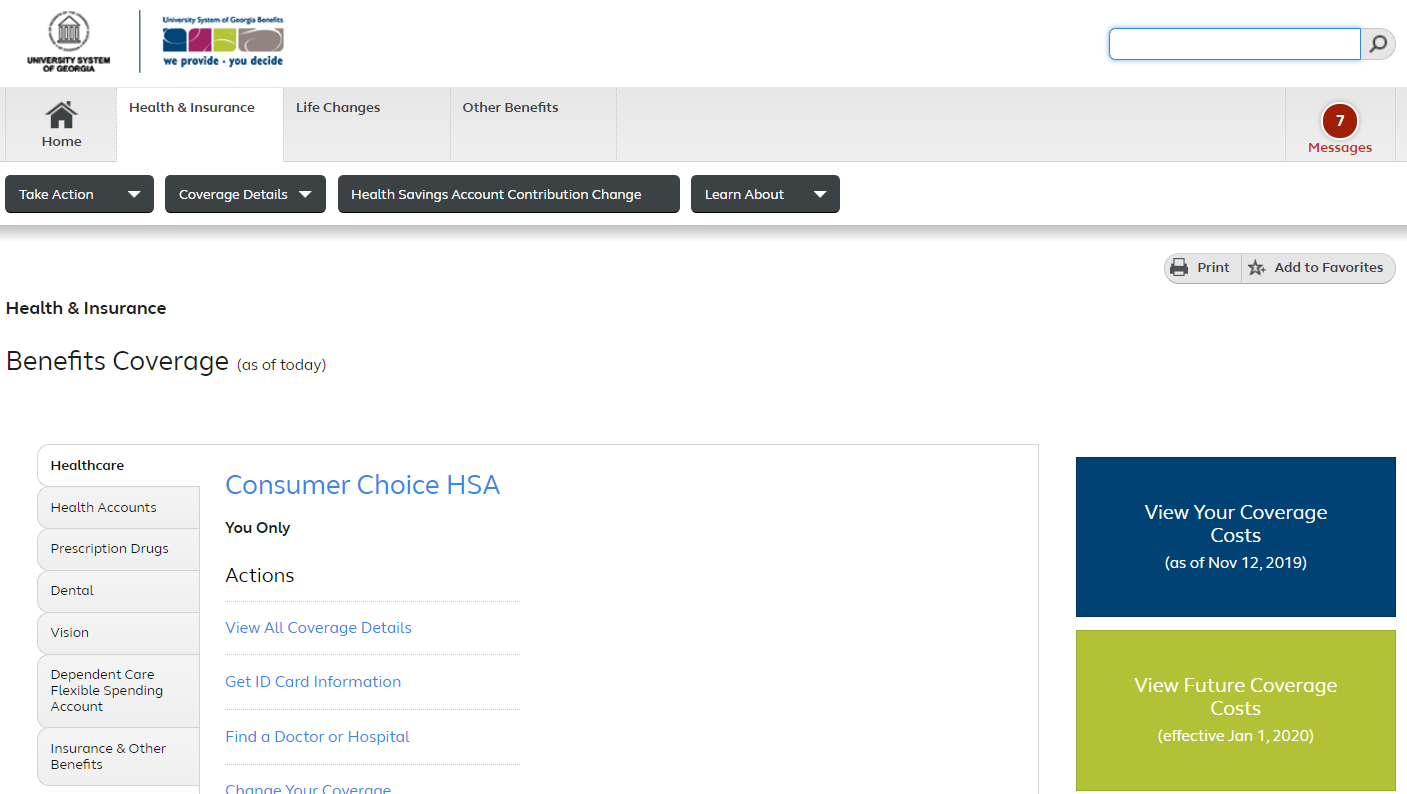 UNIVERSITY SYSTEM
OF GEORGIA
University System of Georgia Benefits
we provide · you decide
Home
Health & Insurance
Life Changes
Other Benefits
7
Messages
Take Action
Coverage Details
Health Savings Account Contribution Change
Learn About
Print
Add to Favorites
Health & Insurance
Benefits Coverage (as of today)
Healthcare
Health Accounts
Prescription Drugs
Dental
Vision
Dependent Care
Flexible Spending
Account
Insurance & Other
Benefits
Consumer Choice HSA
You Only
Actions
View All Coverage Details
Get ID Card Information
Find a Doctor or Hospital
Change Your Coverage
View Your Coverage
Costs
(as of Nov 12, 2019)
View Future Coverage
Costs
(effective Jan 1, 2020)